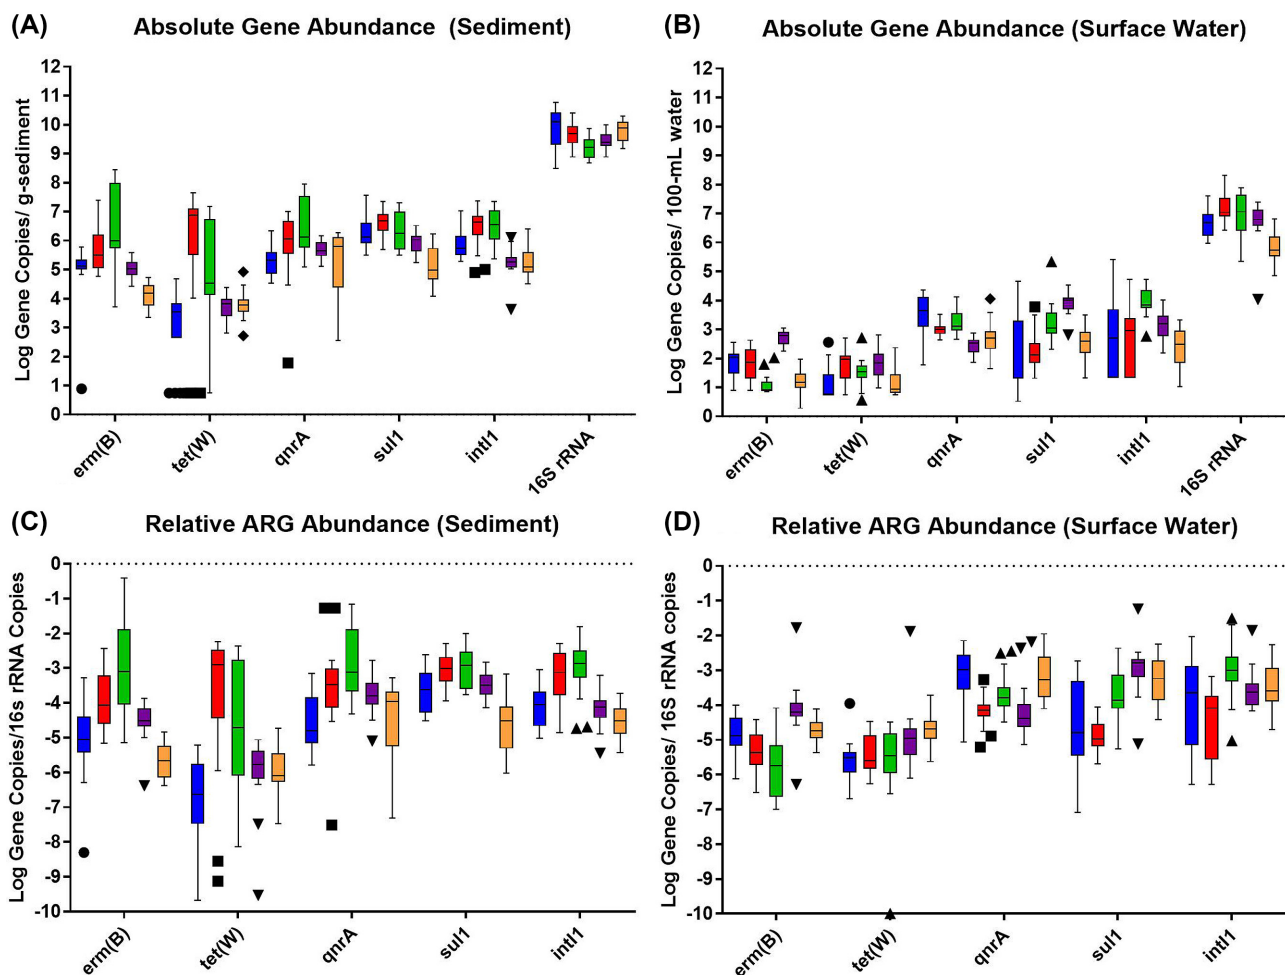 (A) Absolute Gene Abundance (Sediment)
Log Gene Copies/ g-sediment
12
11
10
9
8
7
6
5
4
3
2
1
0
erm(B)
tet(W)
qnrA
sul1
intI1
16S rRNA
(B) Absolute Gene Abundance (Surface Water)
Log Gene Copies/ 100-mL water
12
11
10
9
8
7
6
5
4
3
2
1
0
erm(B)
tet(W)
qnrA
sul1
intI1
16S rRNA
(C) Relative ARG Abundance (Sediment)
Log Gene Copies/16s rRNA Copies
-0
-1
-2
-3
-4
-5
-6
-7
-8
-9
-10
erm(B)
tet(W)
qnrA
sul1
intI1
(D) Relative ARG Abundance (Surface Water)
Log Gene Copies/ 16S rRNA copies
-0
-1
-2
-3
-4
-5
-6
-7
-8
-9
-10
erm(B)
tet(W)
qnrA
sul1
intI1